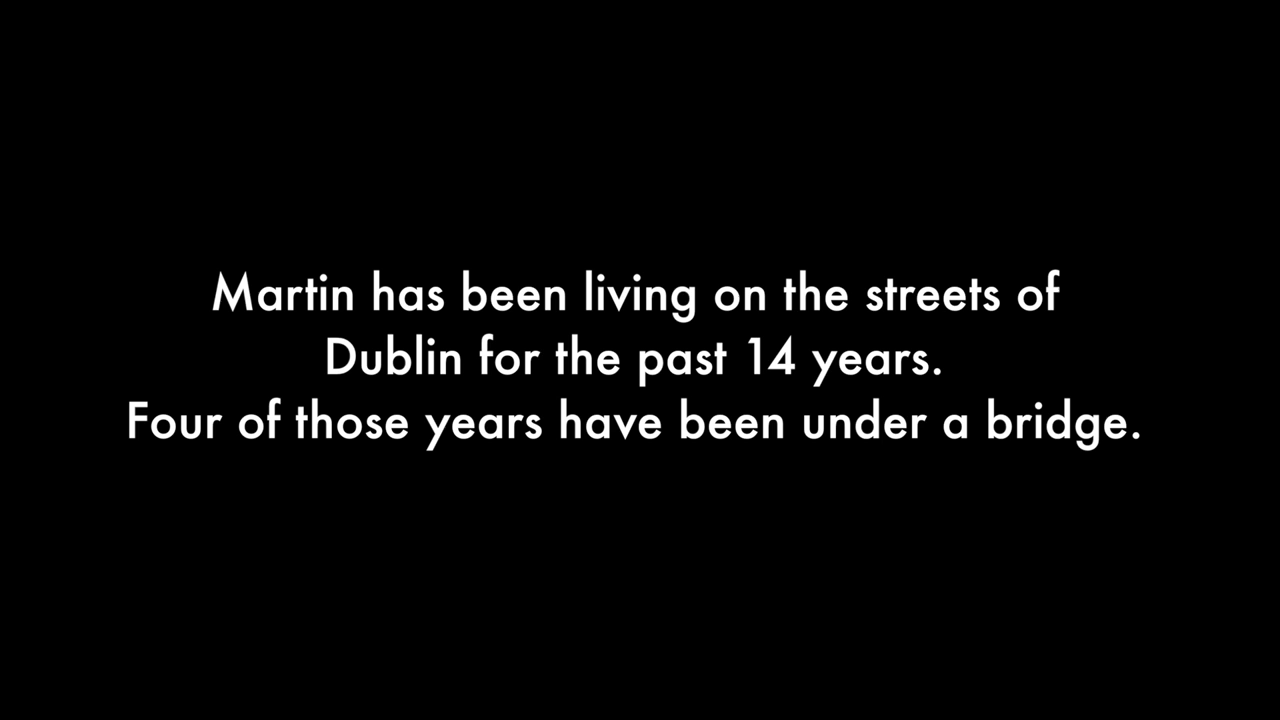 Martin has been living on the streets of
Dublin for the past 14 years.
Four of those years have been under a bridge.